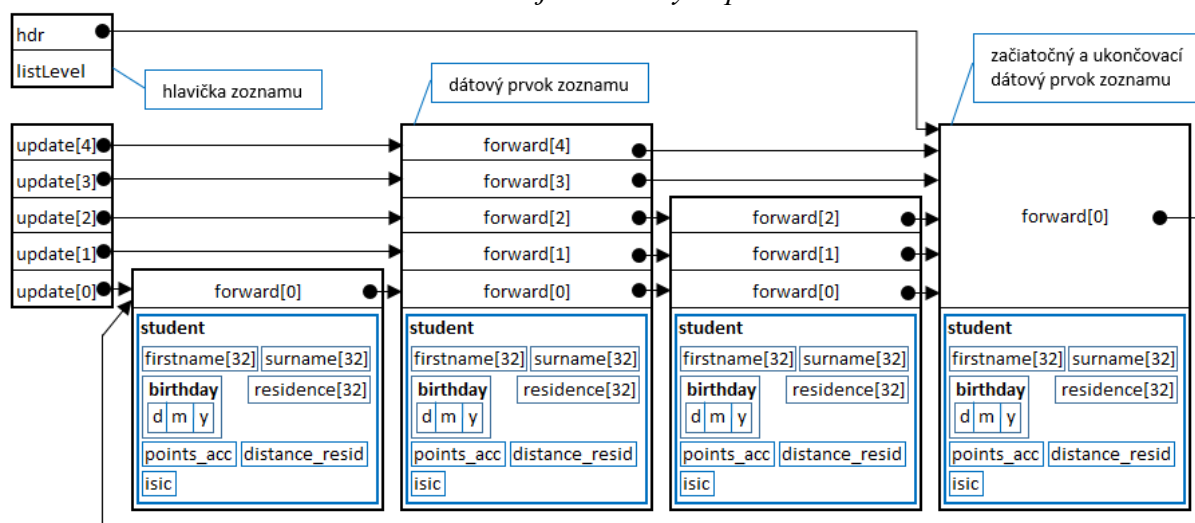 hdr
listLevel
hlavička zoznamu
dátový prvok zoznamu
začiatočný a ukončovací
dátový prvok zoznamu
update[4]
update[3]
update[2]
update[1]
update[0]
forward[0]
student
firstname[32] surname[32]
birthday residence[32]
d m y
points_acc distance_resid
isic
forward[4]
forward[3]
forward[2]
forward[1]
forward[0]
student
firstname[32] surname[32]
birthday residence[32]
d m y
points_acc distance_resid
isic
forward[2]
forward[1]
forward[0]
student
firstname[32] surname[32]
birthday residence[32]
d m y
points_acc distance_resid
isic
forward[0]
student
firstname[32] surname[32]
birthday residence[32]
d m y
points_acc distance_resid
isic